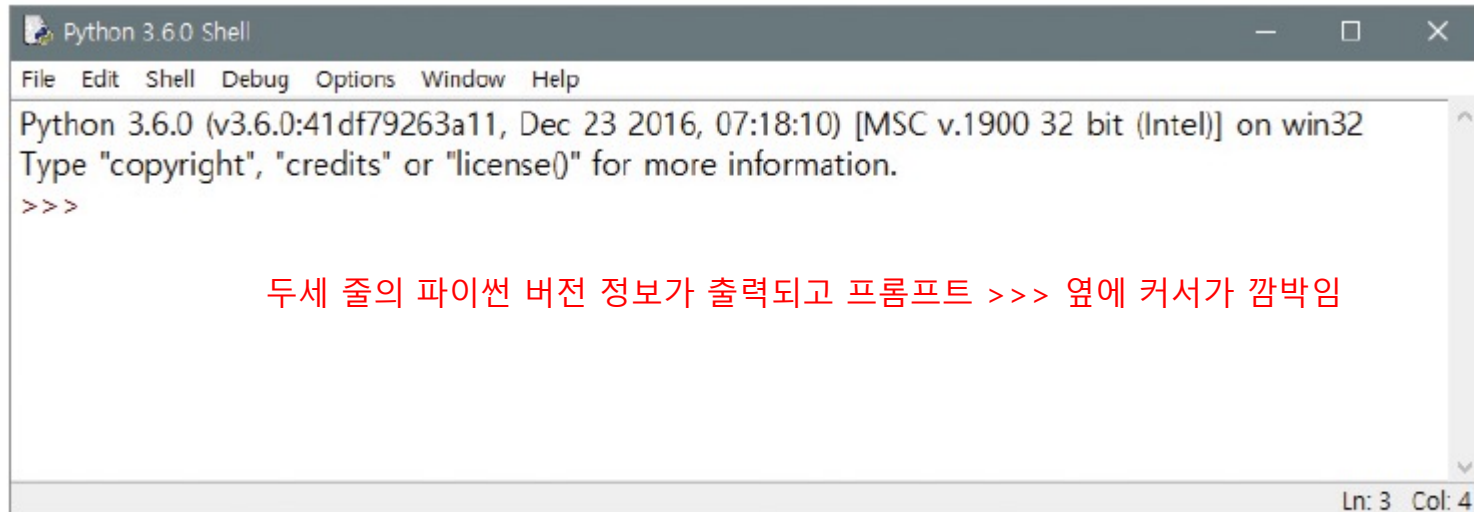 Python 3.6.0 Shell
File Edit Shell Debug Options Window Help
Python 3.6.0 (v3.6.0:41df79263a11, Dec 23 2016, 07:18:10) [MSC v.1900 32 bit (Intel)] on win32
Type "copyright", "credits" or "license()" for more information.
>>>
두세 줄의 파이썬 버전 정보가 출력되고 프롬프트 >>> 옆에 커서가 깜박임
Ln: 3 Col: 4